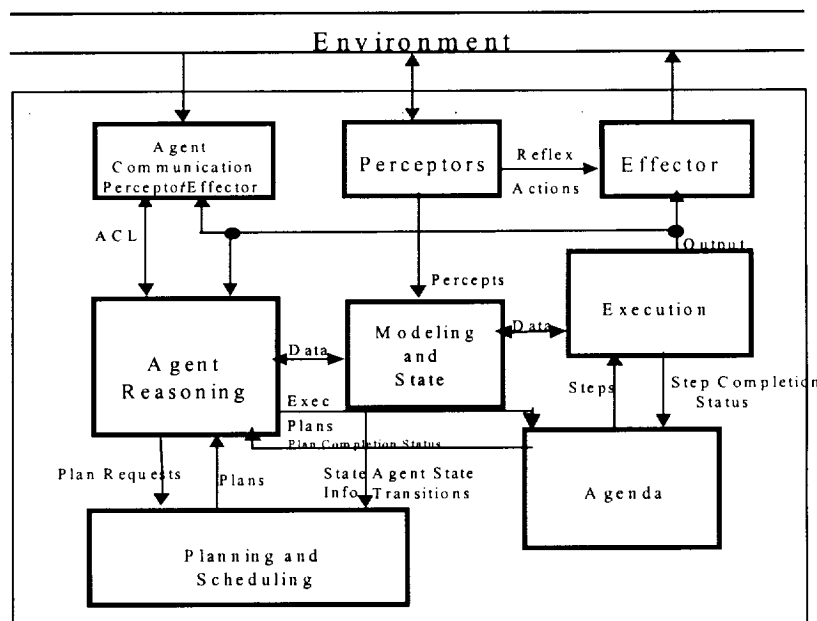 Environment
Agent
Communication
Perceptor/Effector
Perceptors
Reflex
Actions
Effector
ACL
Output
Percepts
Execution
Modeling
and
State
Data
Data
Agent
Reasoning
Steps
Step Completion
Status
Exec
Plans
Plan Completion Status
Plan Requests
Plans
State Agent State
Info Transitions
Agenda
Planning and
Scheduling